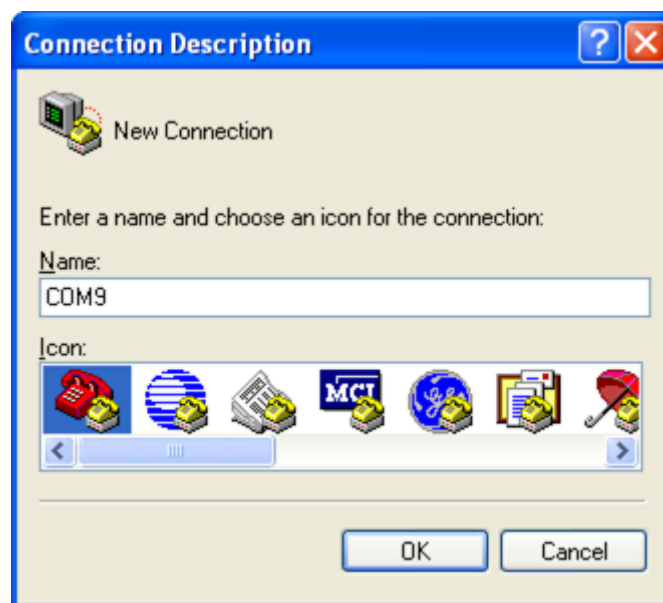 Connection Description
New Connection
Enter a name and choose an icon for the connection:
Name:
COM9
Icon:
MCI
OK
Cancel